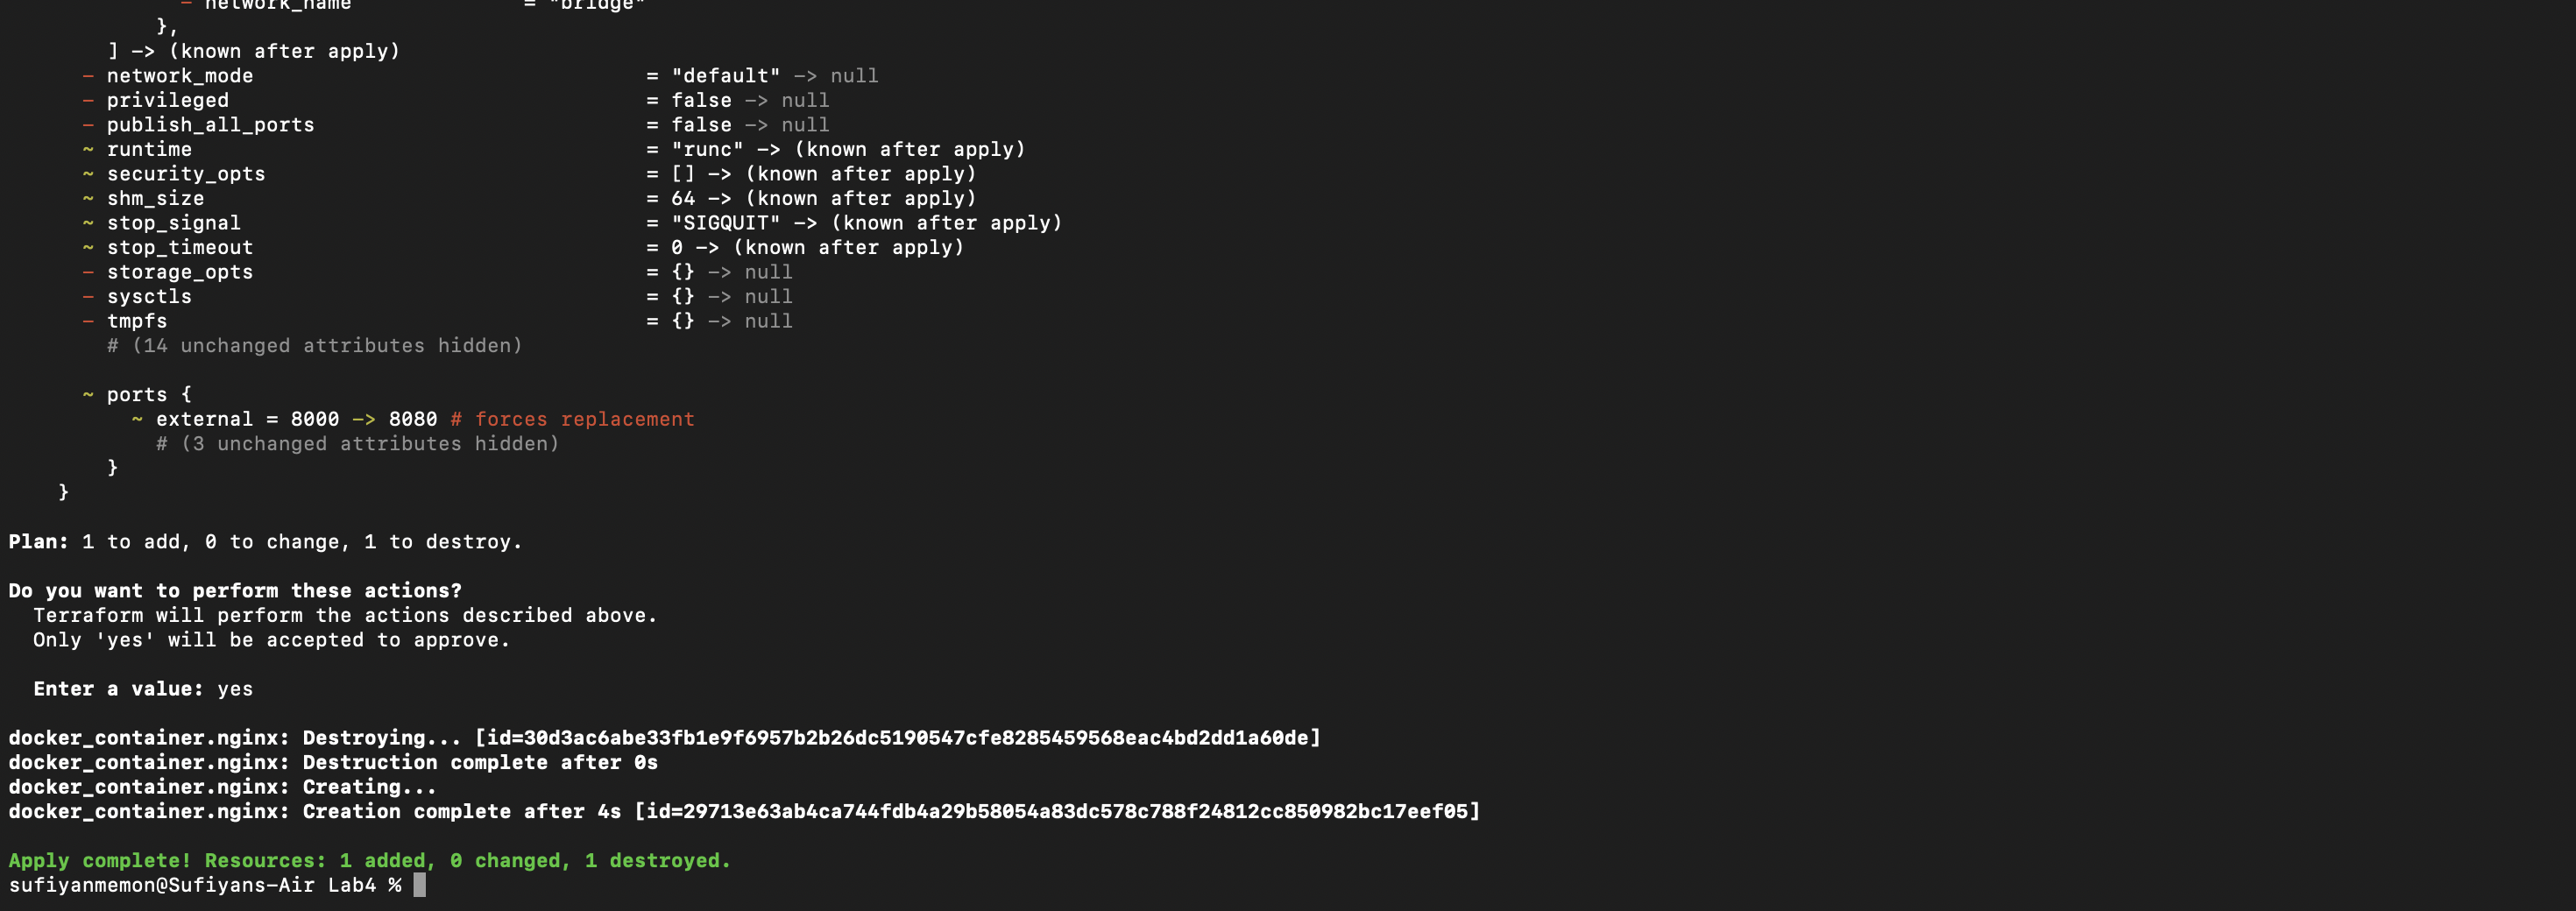 - network_name = "bridge"
},
] -> (known after apply)
- network_mode = "default" -> null
- privileged = false -> null
- publish_all_ports = false -> null
~ runtime = "runc" -> (known after apply)
~ security_opts = [] -> (known after apply)
~ shm_size = 64 -> (known after apply)
~ stop_signal = "SIGQUIT" -> (known after apply)
~ stop_timeout = 0 -> (known after apply)
- storage_opts = {} -> null
- sysctls = {} -> null
- tmpfs = {} -> null
# (14 unchanged attributes hidden)
~ ports {
~ external = 8000 -> 8080 # forces replacement
# (3 unchanged attributes hidden)
}
}
Plan: 1 to add, 0 to change, 1 to destroy.
Do you want to perform these actions?
Terraform will perform the actions described above.
Only 'yes' will be accepted to approve.
Enter a value: yes
docker_container.nginx: Destroying... [id=30d3ac6abe33fb1e9f6957b2b26dc5190547cfe8285459568eac4bd2dd1a60de]
docker_container.nginx: Destruction complete after 0s
docker_container.nginx: Creating...
docker_container.nginx: Creation complete after 4s [id=29713e63ab4ca744fdb4a29b58054a83dc578c788f24812cc850982bc17eef05]
Apply complete! Resources: 1 added, 0 changed, 1 destroyed.
sufiyanmemon@Sufiyans-Air Lab4 %